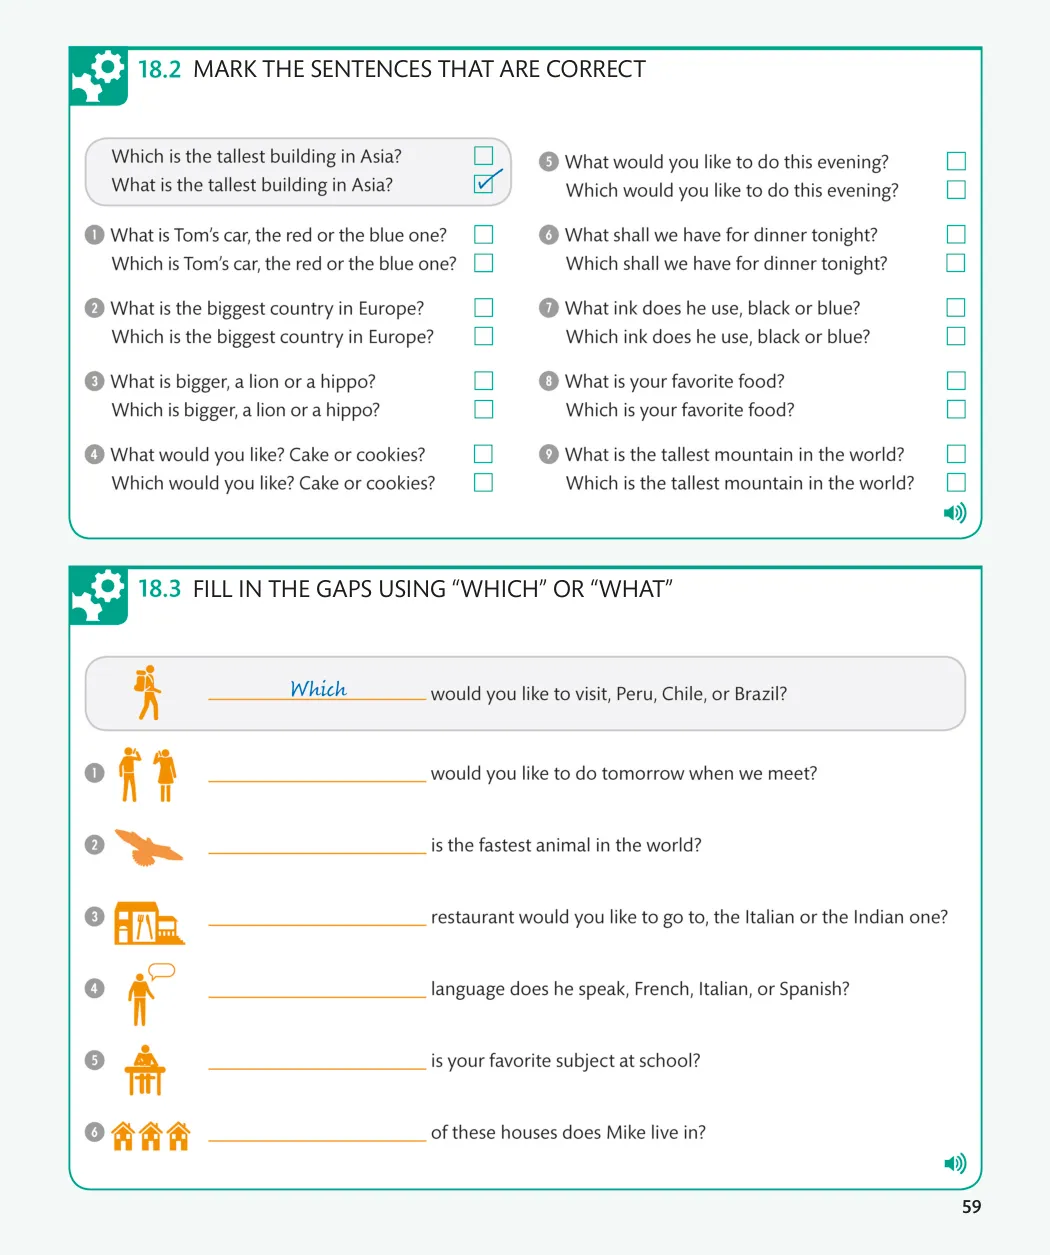 18.2 MARK THE SENTENCES THAT ARE CORRECT
Which is the tallest building in Asia?
What is the tallest building in Asia?
1 What is Tom’s car, the red or the blue one?
Which is Tom’s car, the red or the blue one?
2 What is the biggest country in Europe?
Which is the biggest country in Europe?
3 What is bigger, a lion or a hippo?
Which is bigger, a lion or a hippo?
4 What would you like? Cake or cookies?
Which would you like? Cake or cookies?
5 What would you like to do this evening?
Which would you like to do this evening?
6 What shall we have for dinner tonight?
Which shall we have for dinner tonight?
7 What ink does he use, black or blue?
Which ink does he use, black or blue?
8 What is your favorite food?
Which is your favorite food?
9 What is the tallest mountain in the world?
Which is the tallest mountain in the world?
18.3 FILL IN THE GAPS USING “WHICH” OR “WHAT”
Which would you like to visit, Peru, Chile, or Brazil?
1 would you like to do tomorrow when we meet?
2 is the fastest animal in the world?
3 restaurant would you like to go to, the Italian or the Indian one?
4 language does he speak, French, Italian, or Spanish?
5 is your favorite subject at school?
6 of these houses does Mike live in?
59